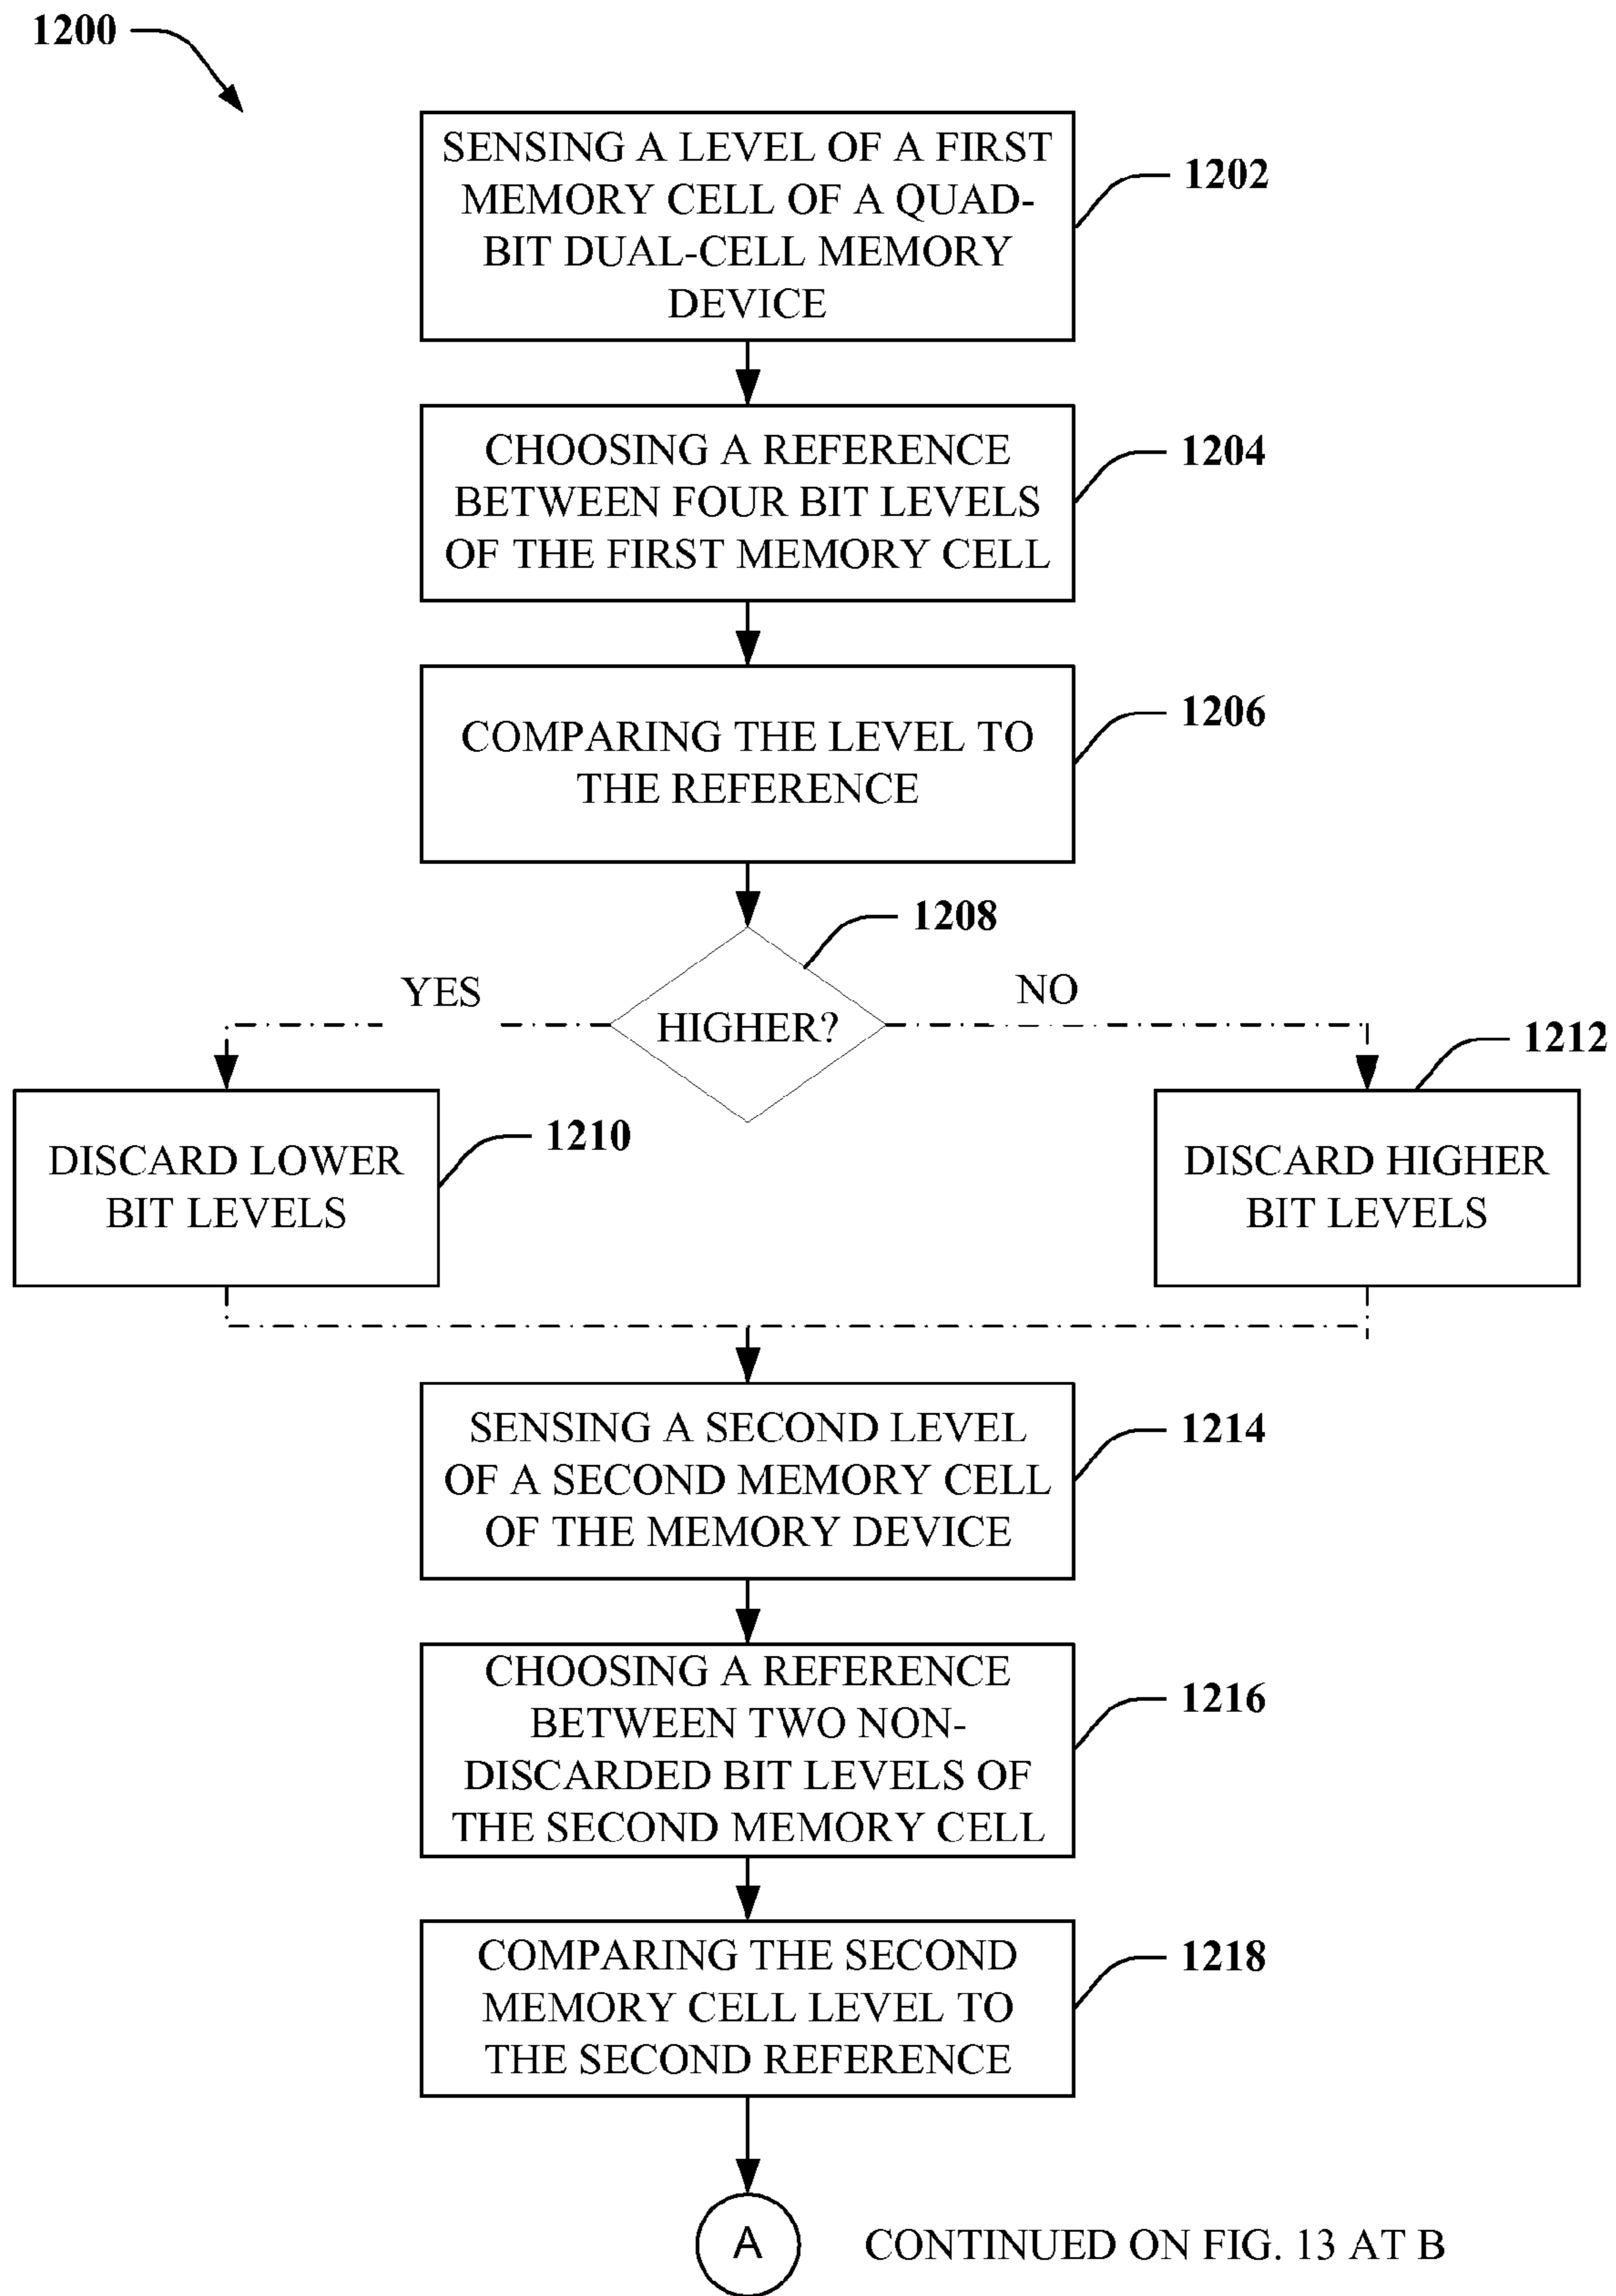 1200
SENSING A LEVEL OF A FIRST
MEMORY CELL OF A QUAD-
BIT DUAL-CELL MEMORY
DEVICE
1202
CHOOSING A REFERENCE
BETWEEN FOUR BIT LEVELS
OF THE FIRST MEMORY CELL
1204
COMPARING THE LEVEL TO
THE REFERENCE
1206
1208
YES
HIGHER?
NO
DISCARD LOWER
BIT LEVELS
1210
DISCARD HIGHER
BIT LEVELS
1212
SENSING A SECOND LEVEL
OF A SECOND MEMORY CELL
OF THE MEMORY DEVICE
1214
CHOOSING A REFERENCE
BETWEEN TWO NON-
DISCARDED BIT LEVELS OF
THE SECOND MEMORY CELL
1216
COMPARING THE SECOND
MEMORY CELL LEVEL TO
THE SECOND REFERENCE
1218
A
CONTINUED ON FIG. 13 AT B